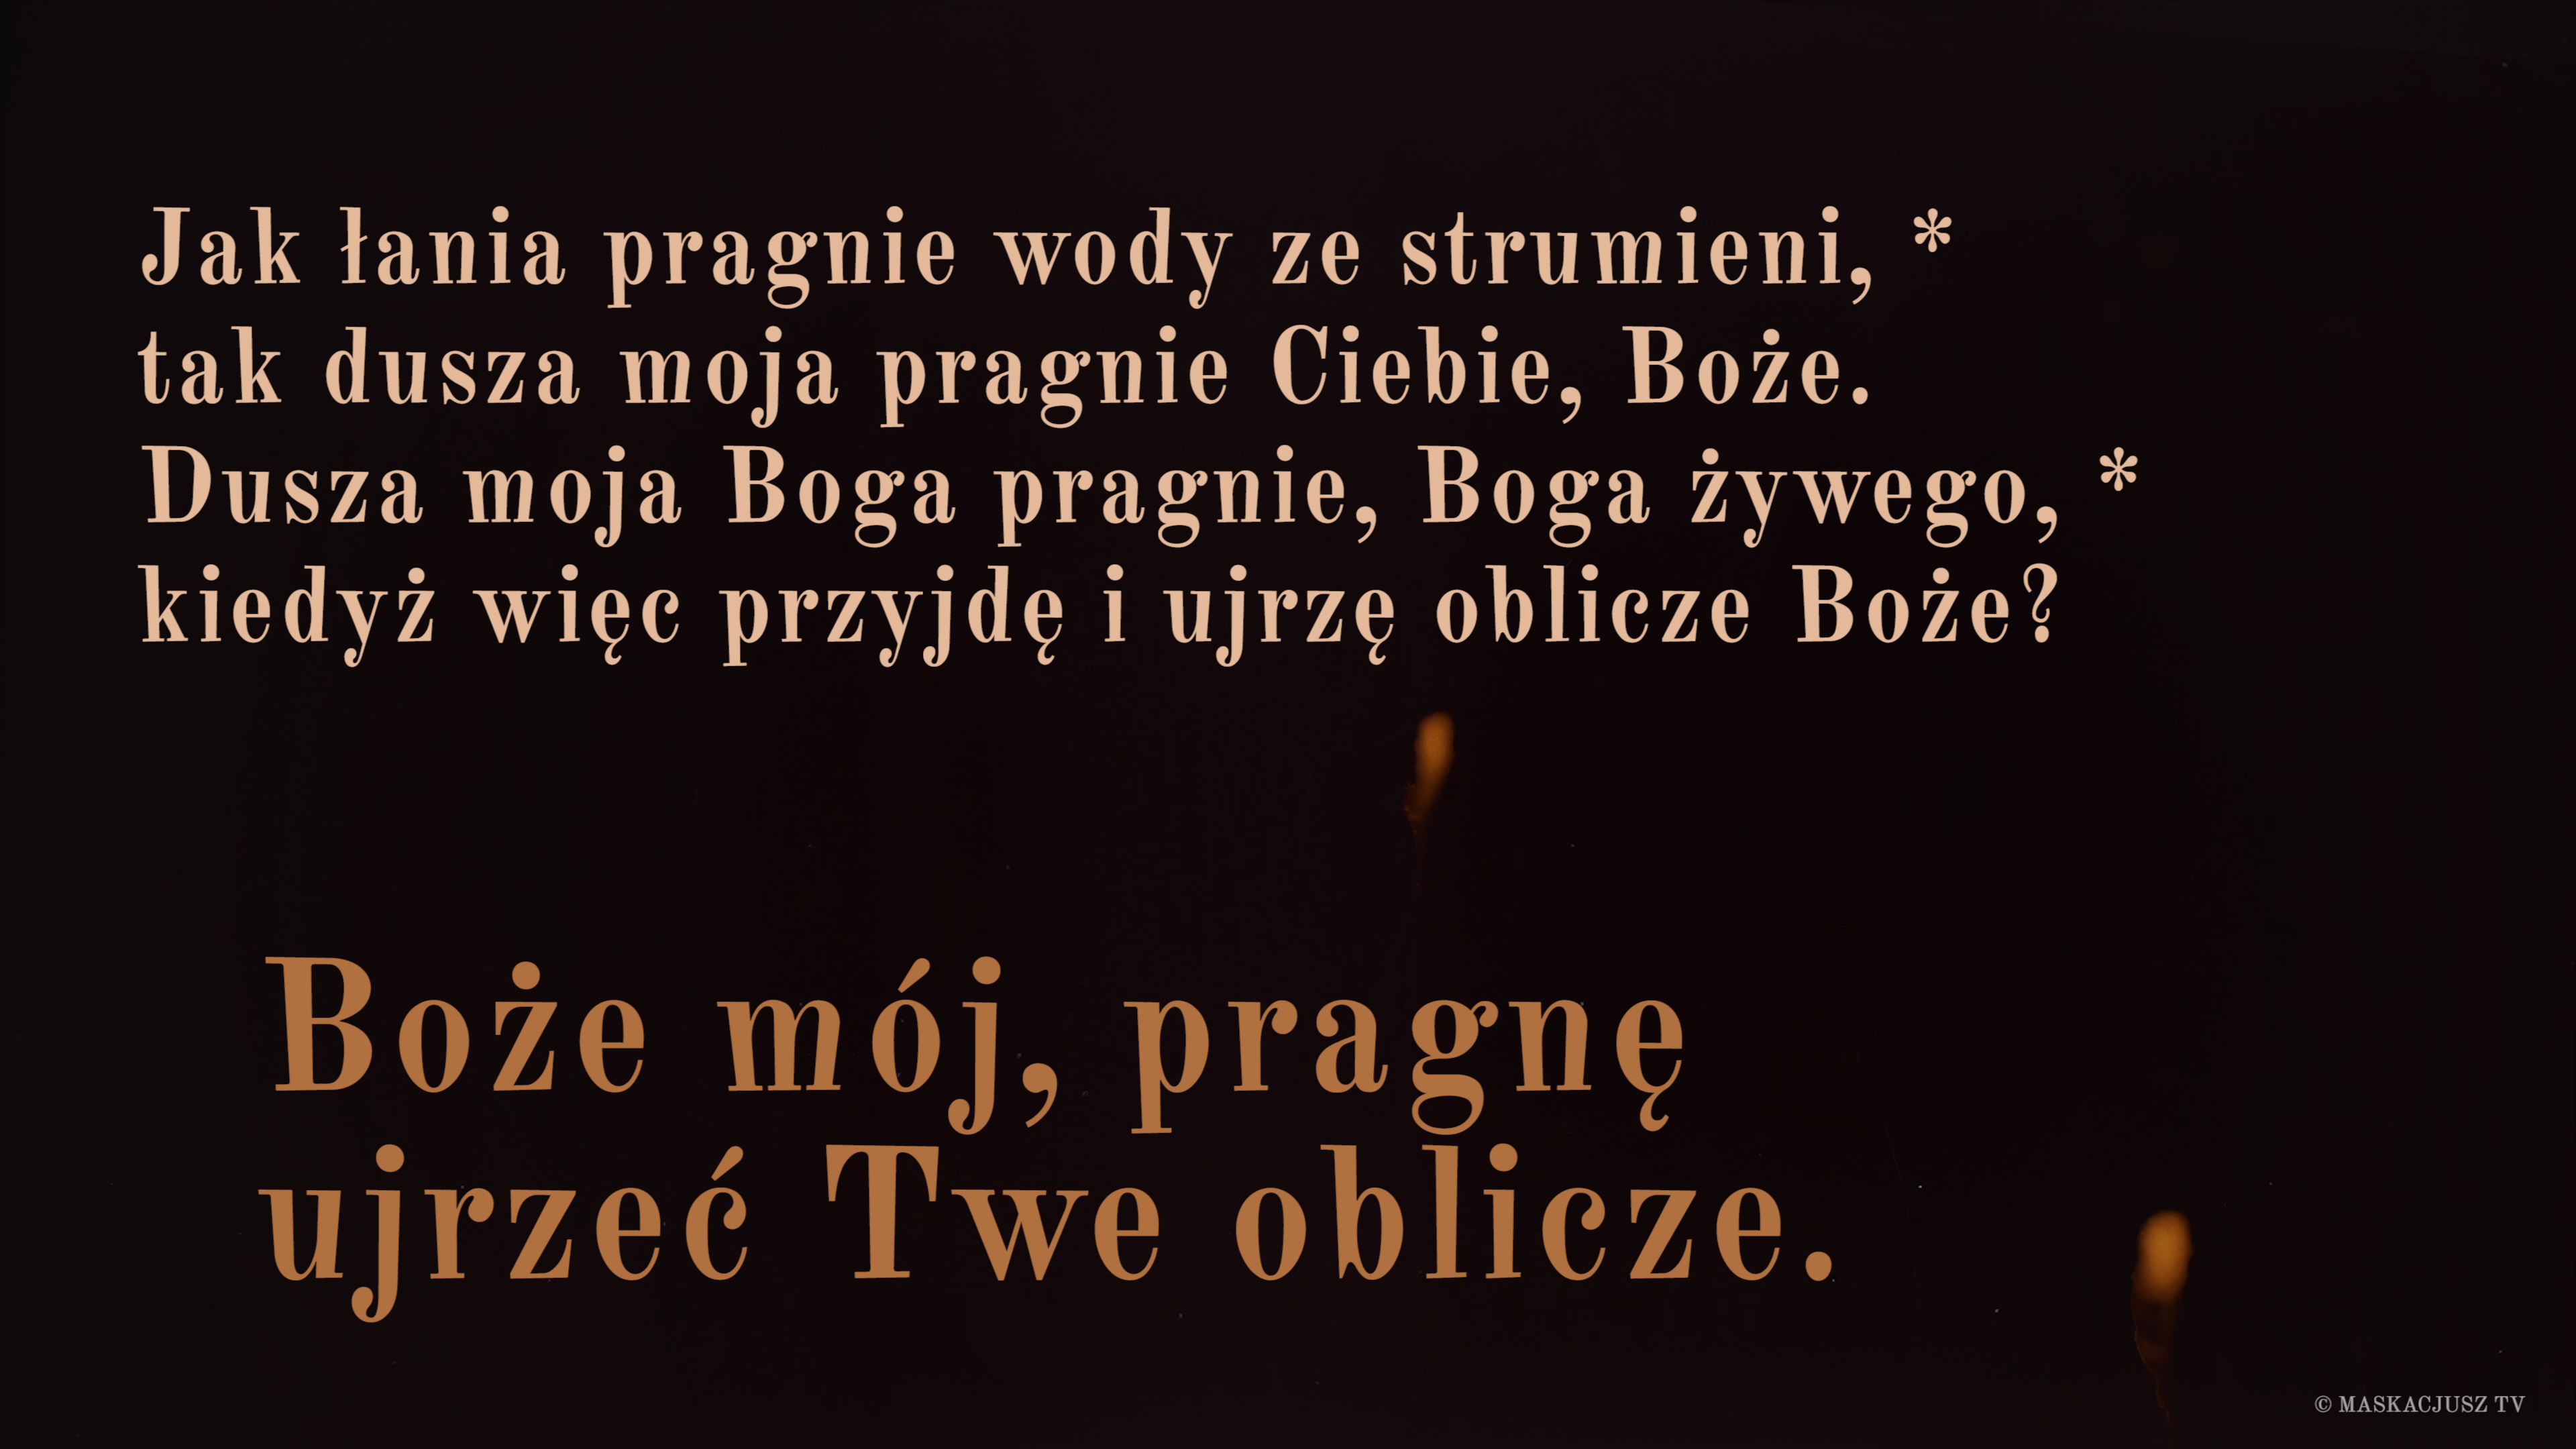 Jak łania pragnie wody ze strumieni, *
tak dusza moja pragnie Ciebie, Boże.
Dusza moja Boga pragnie, Boga żywego, *
kiedyż więc przyjdę i ujrzę oblicze Boże?
Boże mój, pragnę
ujrzeć Twe oblicze.
© MASKACJUSZ TV